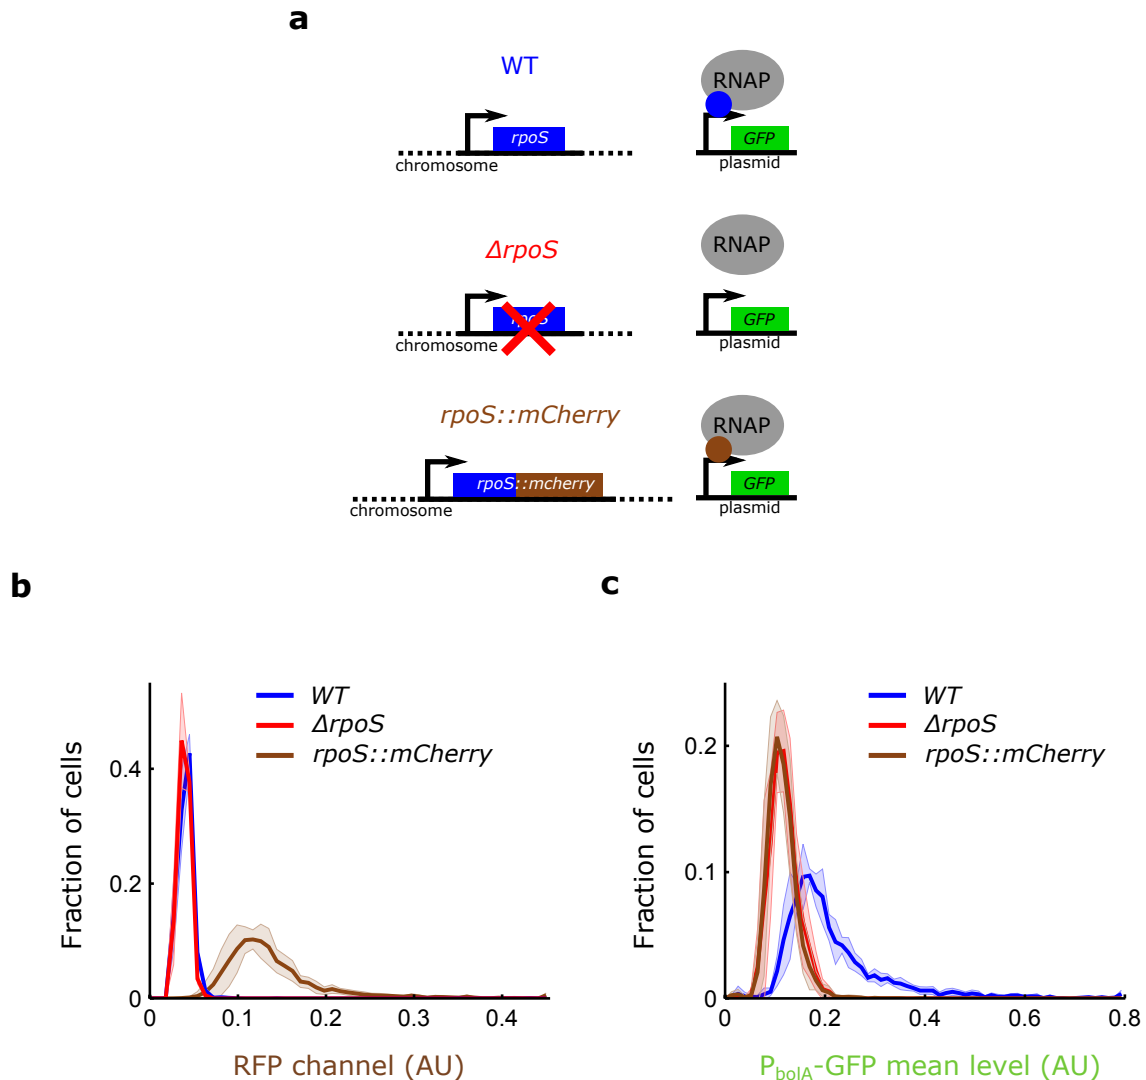 a
WT
RNAP
rpoS
GFP
chromosome
plasmid
ΔrpoS
RNAP
rpoS
GFP
chromosome
plasmid
rpoS::mCherry
RNAP
rpoS::mcherry
GFP
chromosome
plasmid
b
WT
ΔrpoS
rpoS::mCherry
Fraction of cells
0.4
0.2
0
0 0.1 0.2 0.3 0.4
RFP channel (AU)
c
WT
ΔrpoS
rpoS::mCherry
Fraction of cells
0.2
0.1
0
0 0.2 0.4 0.6 0.8
PbolA-GFP mean level (AU)